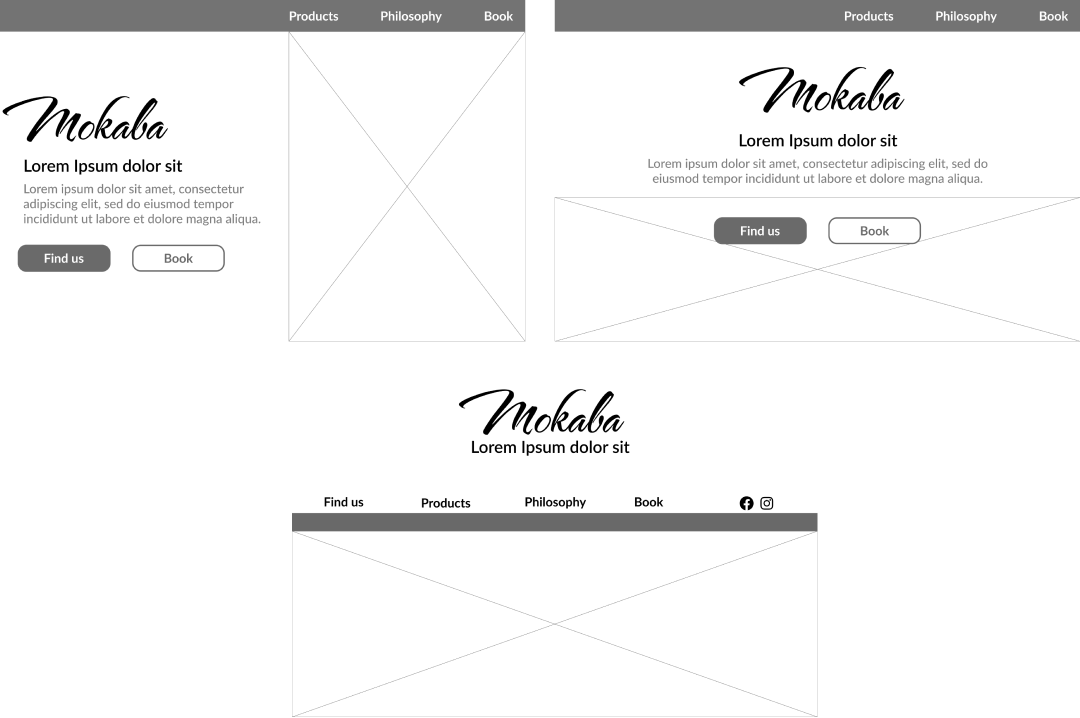 Products Philosophy Book
Mokaba
Lorem Ipsum dolor sit
Lorem ipsum dolor sit amet, consectetur
adipiscing elit, sed do eiusmod tempor
incididunt ut labore et dolore magna aliqua.
Find us Book
Products Philosophy Book
Mokaba
Lorem Ipsum dolor sit
Lorem ipsum dolor sit amet, consectetur adipiscing elit, sed do
eiusmod tempor incididunt ut labore et dolore magna aliqua.
Find us Book
Mokaba
Lorem Ipsum dolor sit
Find us Products Philosophy Book